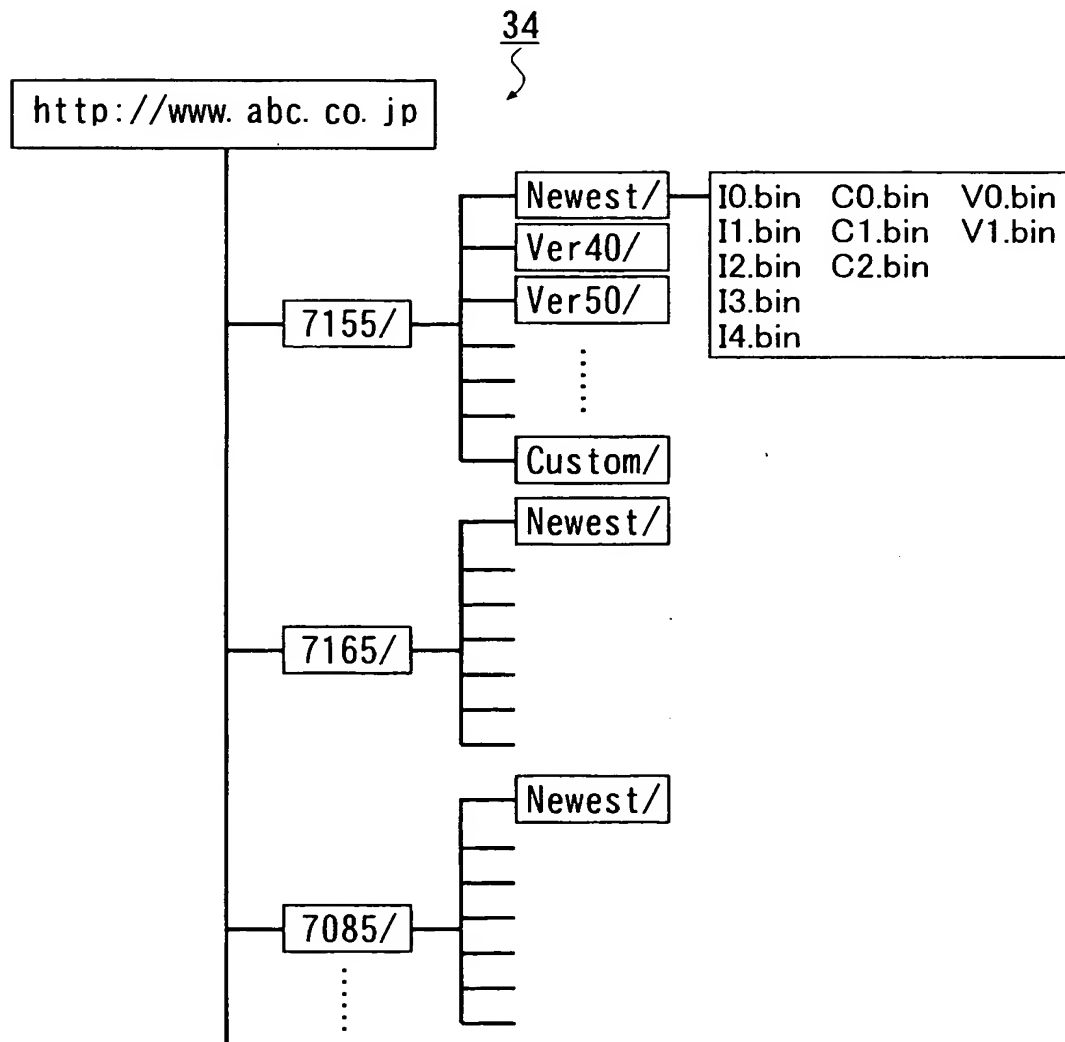 34
http://www.abc.co.jp
Newest/
I0.bin C0.bin V0.bin
I1.bin C1.bin V1.bin
I2.bin C2.bin
I3.bin
I4.bin
Ver40/
Ver50/
7155/
Custom/
Newest/
7165/
Newest/
7085/